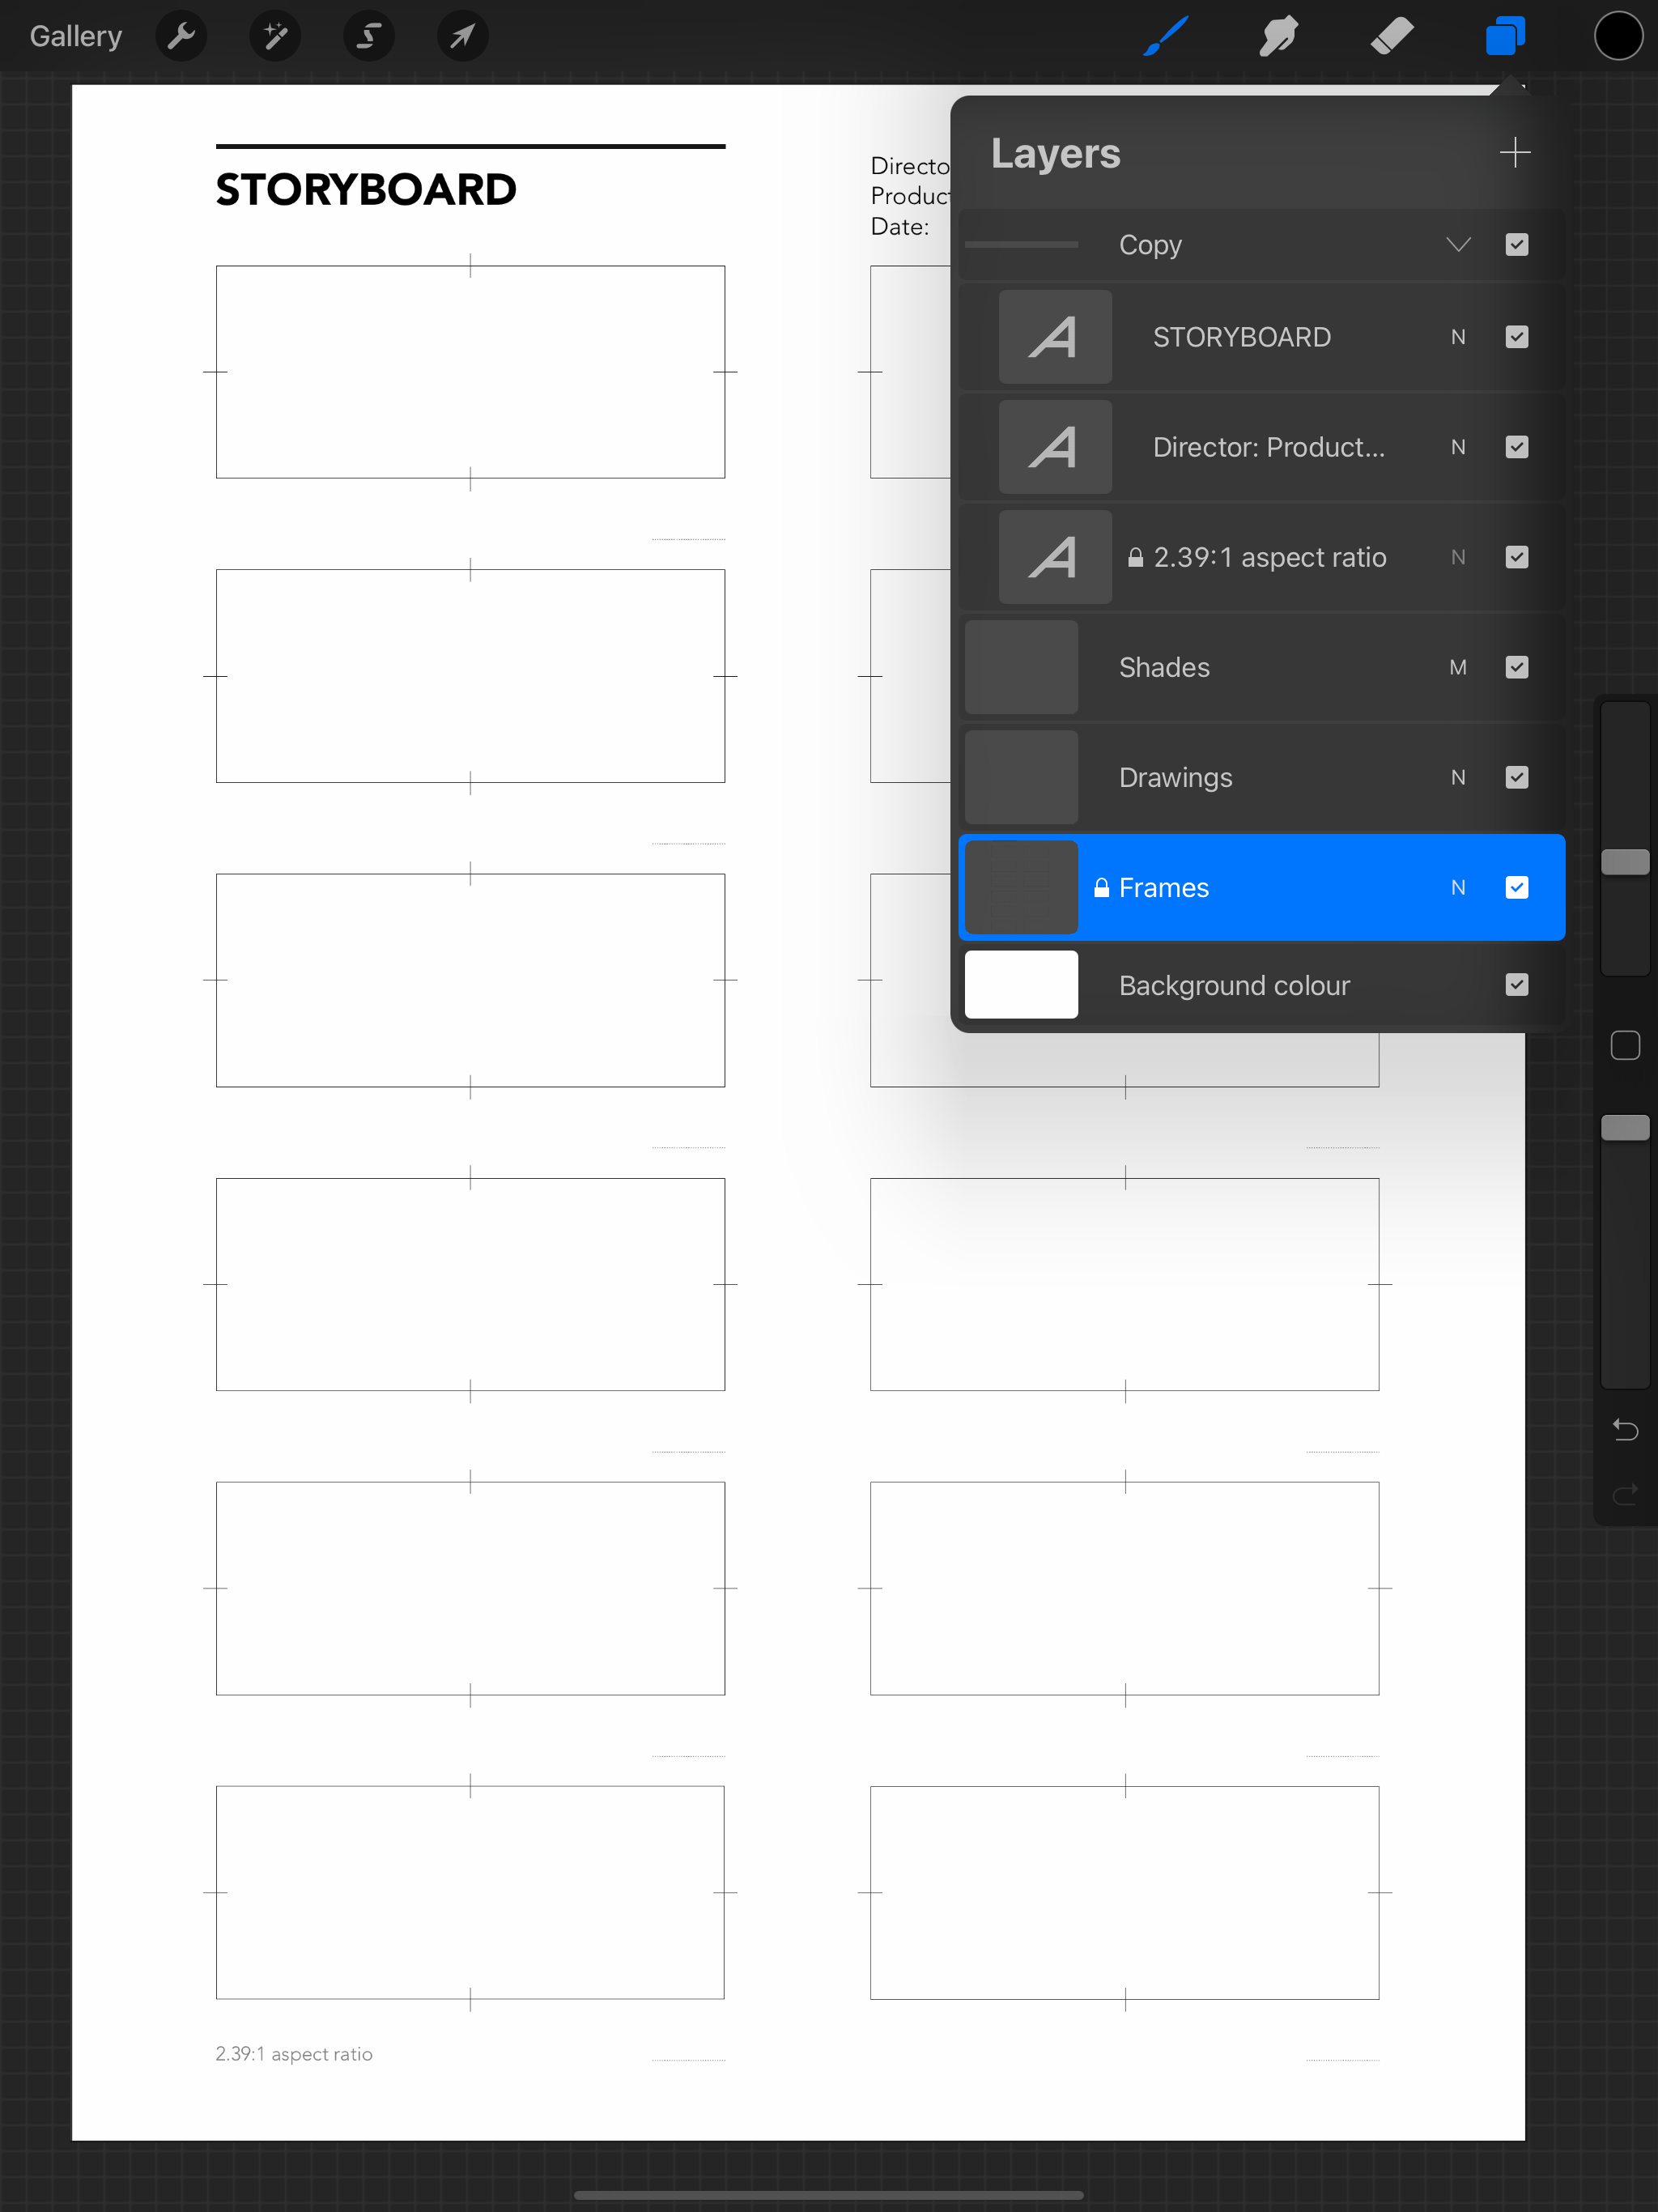 Gallery
STORYBOARD
Directo
Product
Date:
Layers
Copy
STORYBOARD N
Director: Product... N
2.39:1 aspect ratio N
Shades M
Drawings N
Frames N
Background colour
2.39:1 aspect ratio